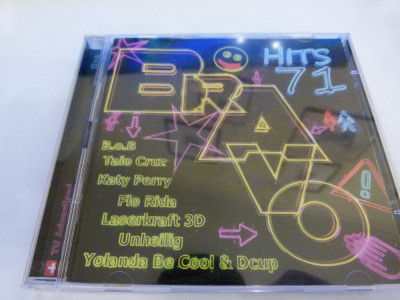 BRAVO
HITS
71
B.o.B
Taio Cruz
Katy Perry
Flo Rida
Laserkraft 3D
Unheilig
Yolanda Be Cool & Dcup